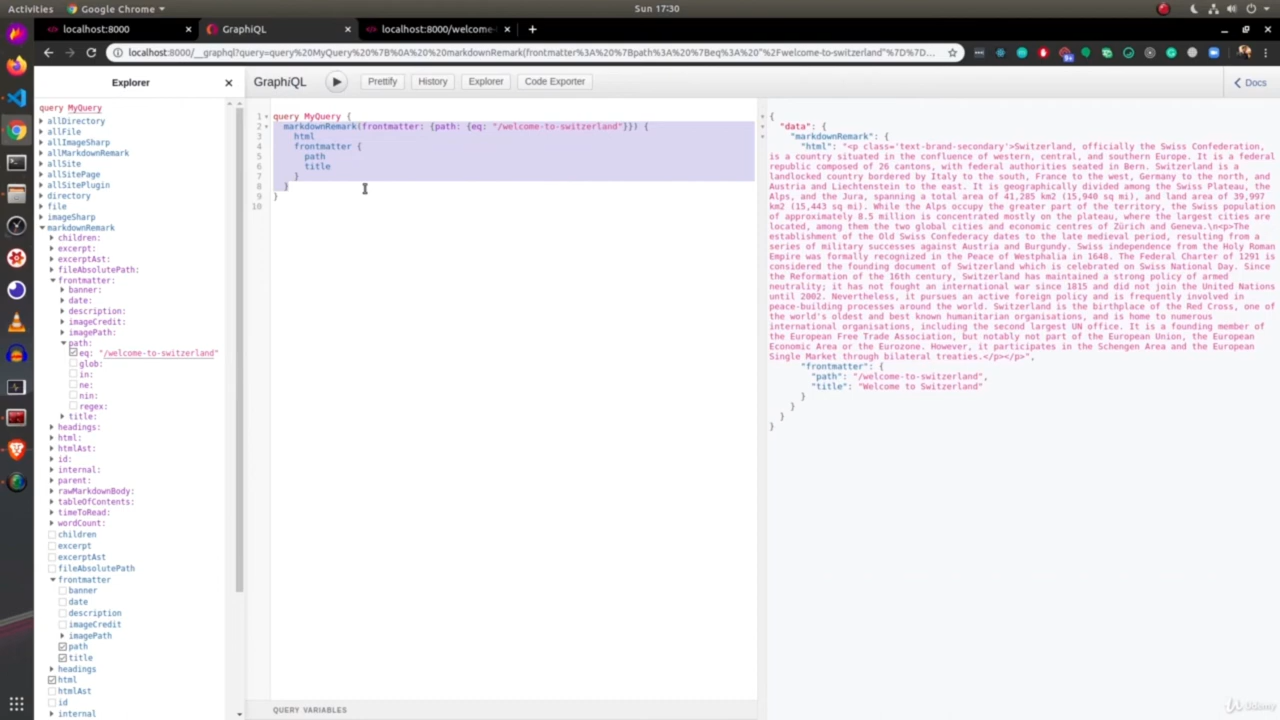 Activities
Google Chrome
Sun 17:30
localhost:8000
GraphiQL
localhost:8000/welcome-
localhost:8000/__graphql?query=query%20MyQuery%20%7B%0A%20%20markdownRemark(frontmatter%3A%20%7Bpath%3A%20%7Beq%3A%20"%2Fwelcome-to-switzerland"%7D%7D...
9+
Explorer
GraphiQL
Prettify
History
Explorer
Code Exporter
Docs
query MyQuery
allDirectory
allFile
allImageSharp
allMarkdownRemark
allSite
allSitePage
allSitePlugin
directory
file
imageSharp
markdownRemark
children:
excerpt:
excerptAst:
fileAbsolutePath:
frontmatter:
banner:
date:
description:
imageCredit:
imagePath:
path:
eq: "/welcome-to-switzerland"
glob:
in:
ne:
nin:
regex:
title:
headings:
html:
htmlAst:
id:
internal:
parent:
rawMarkdownBody:
tableOfContents:
timeToRead:
wordCount:
children
excerpt
excerptAst
fileAbsolutePath
frontmatter
banner
date
description
imageCredit
imagePath
path
title
headings
html
htmlAst
id
internal
1 query MyQuery {
2 markdownRemark(frontmatter: {path: {eq: "/welcome-to-switzerland"}}) {
3 html
4 frontmatter {
5 path
6 title
7 }
8 }
9 }
10
QUERY VARIABLES
{
"data": {
"markdownRemark": {
"html": "<p class='text-brand-secondary'>Switzerland, officially the Swiss Confederation,
is a country situated in the confluence of western, central, and southern Europe. It is a federal
republic composed of 26 cantons, with federal authorities seated in Bern. Switzerland is a
landlocked country bordered by Italy to the south, France to the west, Germany to the north, and
Austria and Liechtenstein to the east. It is geographically divided among the Swiss Plateau, the
Alps, and the Jura, spanning a total area of 41,285 km2 (15,940 sq mi), and land area of 39,997
km2 (15,443 sq mi). While the Alps occupy the greater part of the territory, the Swiss population
of approximately 8.5 million is concentrated mostly on the plateau, where the largest cities are
located, among them the two global cities and economic centres of Zürich and Geneva.\n<p>The
establishment of the Old Swiss Confederacy dates to the late medieval period, resulting from a
series of military successes against Austria and Burgundy. Swiss independence from the Holy Roman
Empire was formally recognized in the Peace of Westphalia in 1648. The Federal Charter of 1291 is
considered the founding document of Switzerland which is celebrated on Swiss National Day. Since
the Reformation of the 16th century, Switzerland has maintained a strong policy of armed
neutrality; it has not fought an international war since 1815 and did not join the United Nations
until 2002. Nevertheless, it pursues an active foreign policy and is frequently involved in
peace-building processes around the world. Switzerland is the birthplace of the Red Cross, one of
the world's oldest and best known humanitarian organisations, and is home to numerous
international organisations, including the second largest UN office. It is a founding member of
the European Free Trade Association, but notably not part of the European Union, the European
Economic Area or the Eurozone. However, it participates in the Schengen Area and the European
Single Market through bilateral treaties.</p></p>",
"frontmatter": {
"path": "/welcome-to-switzerland",
"title": "Welcome to Switzerland"
}
}
}
}
Udemy